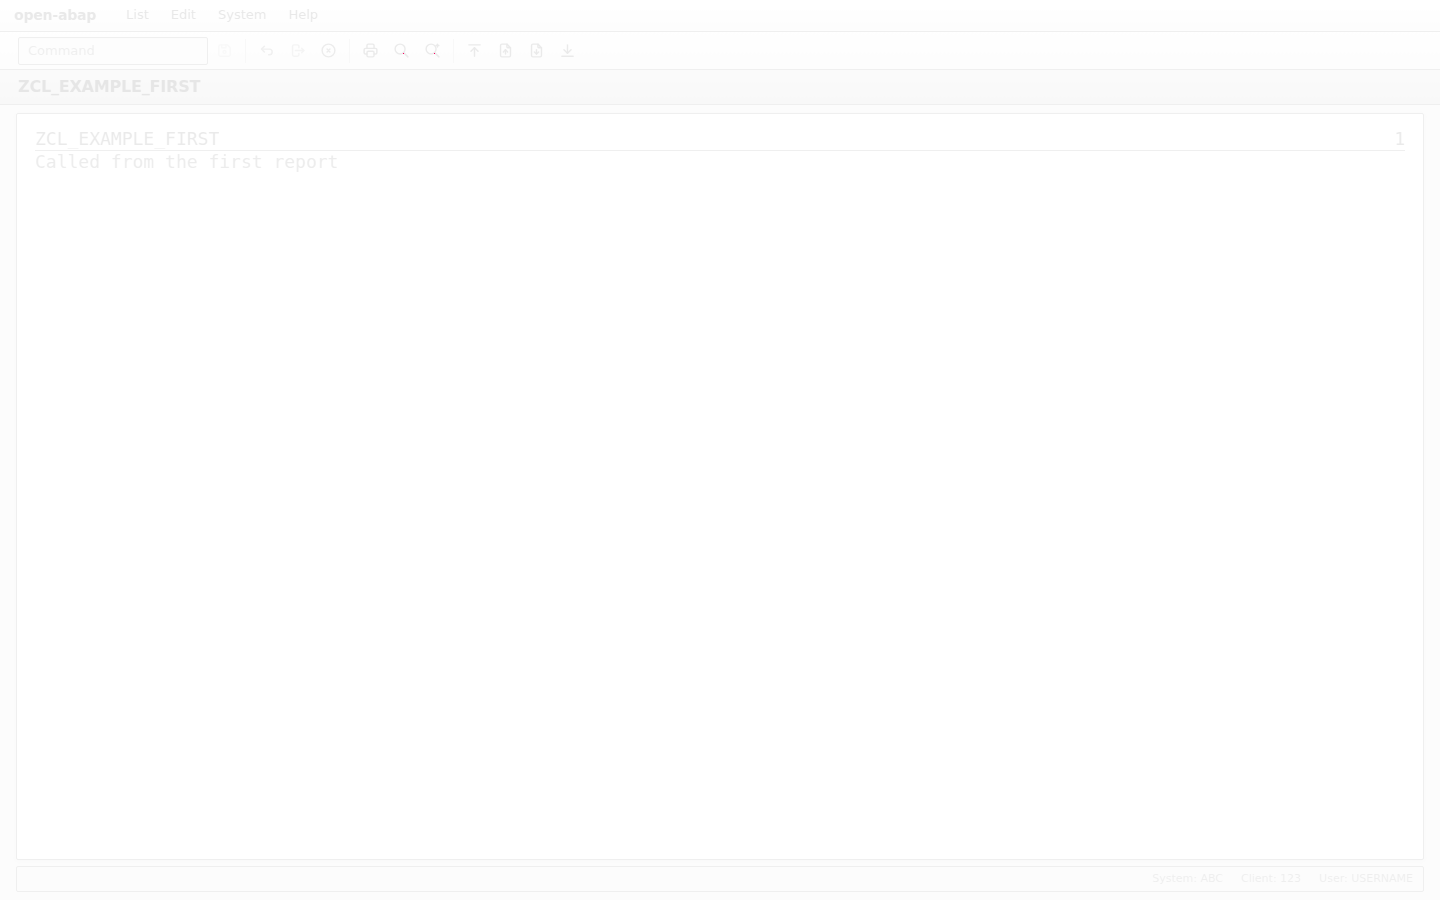 open-abap List Edit System Help
Command
ZCL_EXAMPLE_FIRST
ZCL_EXAMPLE_FIRST 1
Called from the first report
System: ABC Client: 123 User: USERNAME